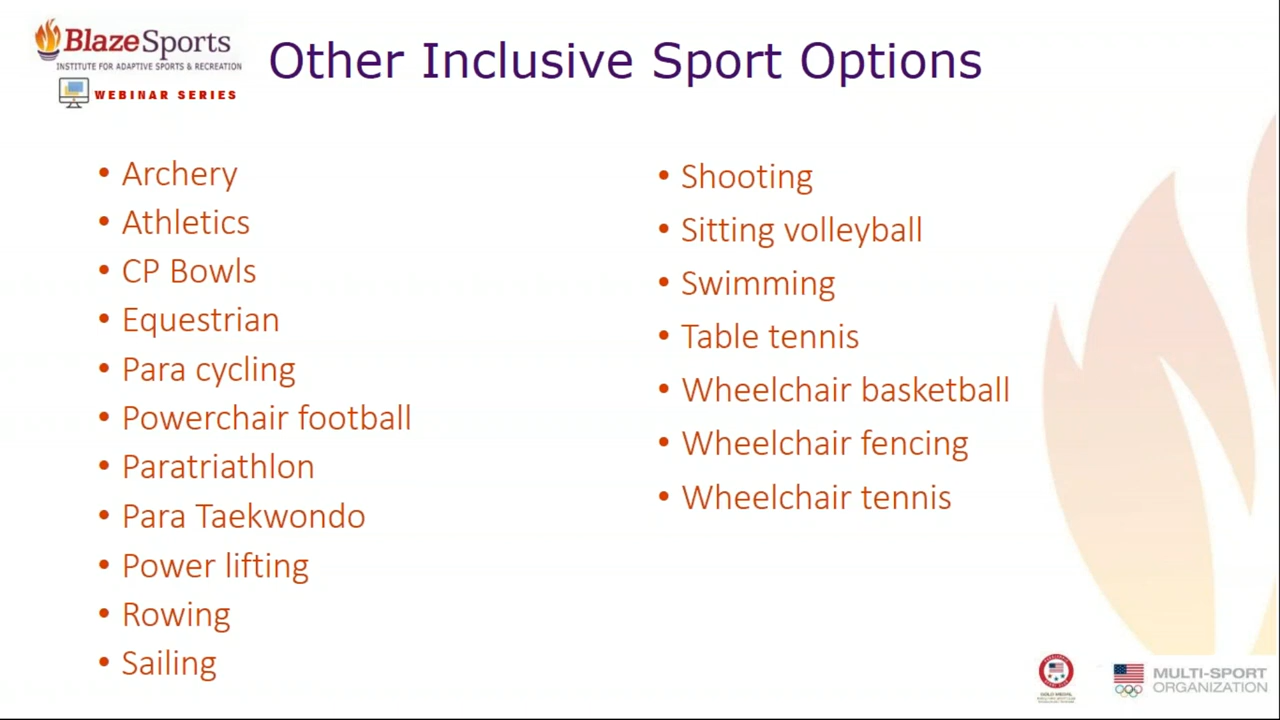 BlazeSports
INSTITUTE FOR ADAPTIVE SPORTS & RECREATION
WEBINAR SERIES
Other Inclusive Sport Options
• Archery
• Athletics
• CP Bowls
• Equestrian
• Para cycling
• Powerchair football
• Paratriathlon
• Para Taekwondo
• Power lifting
• Rowing
• Sailing
• Shooting
• Sitting volleyball
• Swimming
• Table tennis
• Wheelchair basketball
• Wheelchair fencing
• Wheelchair tennis
GOLD MEDAL
MULTI-SPORT
ORGANIZATION